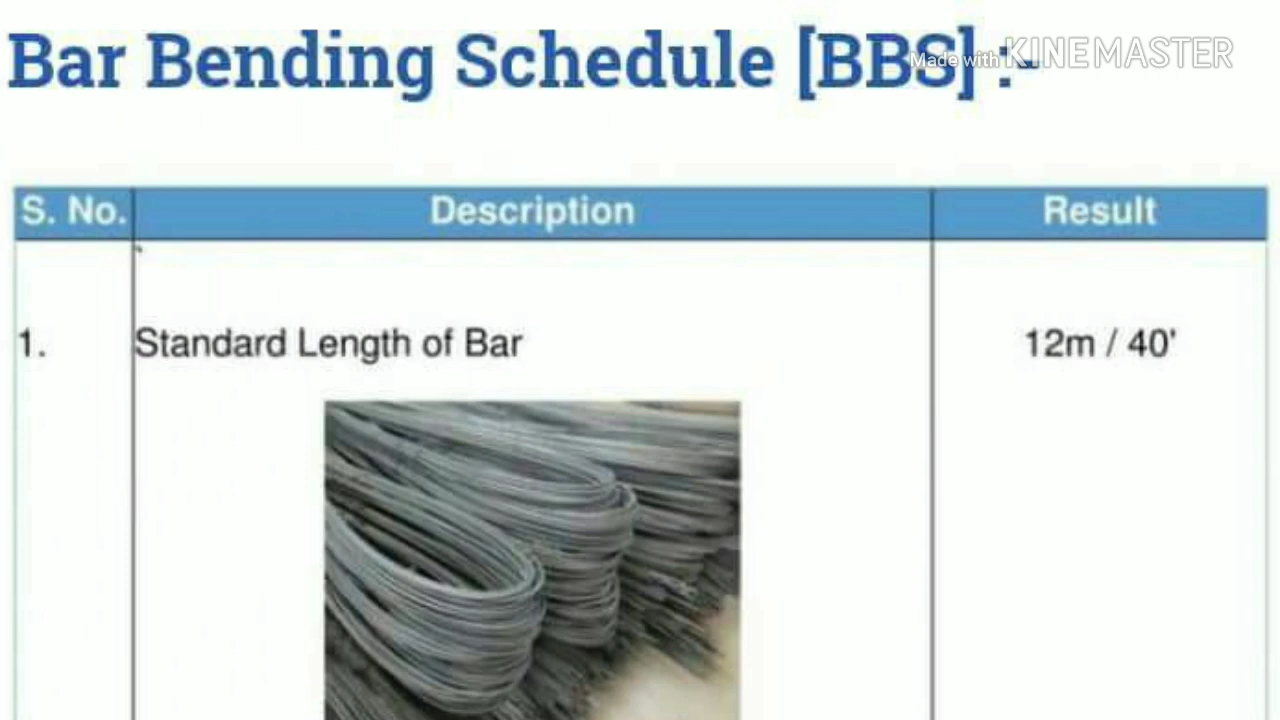 Bar Bending Schedule [BBS] :-
Made with KINEMASTER
S. No. Description Result
1. Standard Length of Bar 12m / 40'